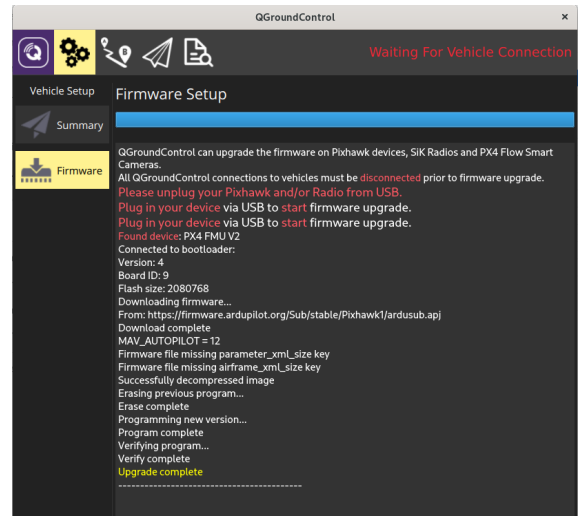 QGroundControl
×
Waiting For Vehicle Connection
Vehicle Setup
Summary
Firmware
Firmware Setup
QGroundControl can upgrade the firmware on Pixhawk devices, SiK Radios and PX4 Flow Smart
Cameras.
All QGroundControl connections to vehicles must be disconnected prior to firmware upgrade.
Please unplug your Pixhawk and/or Radio from USB.
Plug in your device via USB to start firmware upgrade.
Plug in your device via USB to start firmware upgrade.
Found device: PX4 FMU V2
Connected to bootloader:
Version: 4
Board ID: 9
Flash size: 2080768
Downloading firmware...
From: https://firmware.ardupilot.org/Sub/stable/Pixhawk1/ardusub.apj
Download complete
MAV_AUTOPILOT = 12
Firmware file missing parameter_xml_size key
Firmware file missing airframe_xml_size key
Successfully decompressed image
Erasing previous program...
Erase complete
Programming new version...
Program complete
Verifying program...
Verify complete
Upgrade complete
------------------------------------------